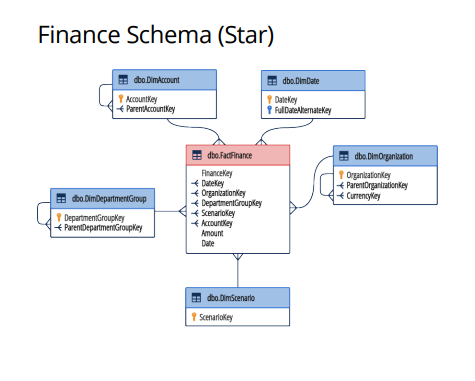 Finance Schema (Star)
dbo.DimAccount
AccountKey
ParentAccountKey
dbo.DimDate
DateKey
FullDateAlternateKey
dbo.FactFinance
FinanceKey
DateKey
OrganizationKey
DepartmentGroupKey
ScenarioKey
AccountKey
Amount
Date
dbo.DimOrganization
OrganizationKey
ParentOrganizationKey
CurrencyKey
dbo.DimDepartmentGroup
DepartmentGroupKey
ParentDepartmentGroupKey
dbo.DimScenario
ScenarioKey